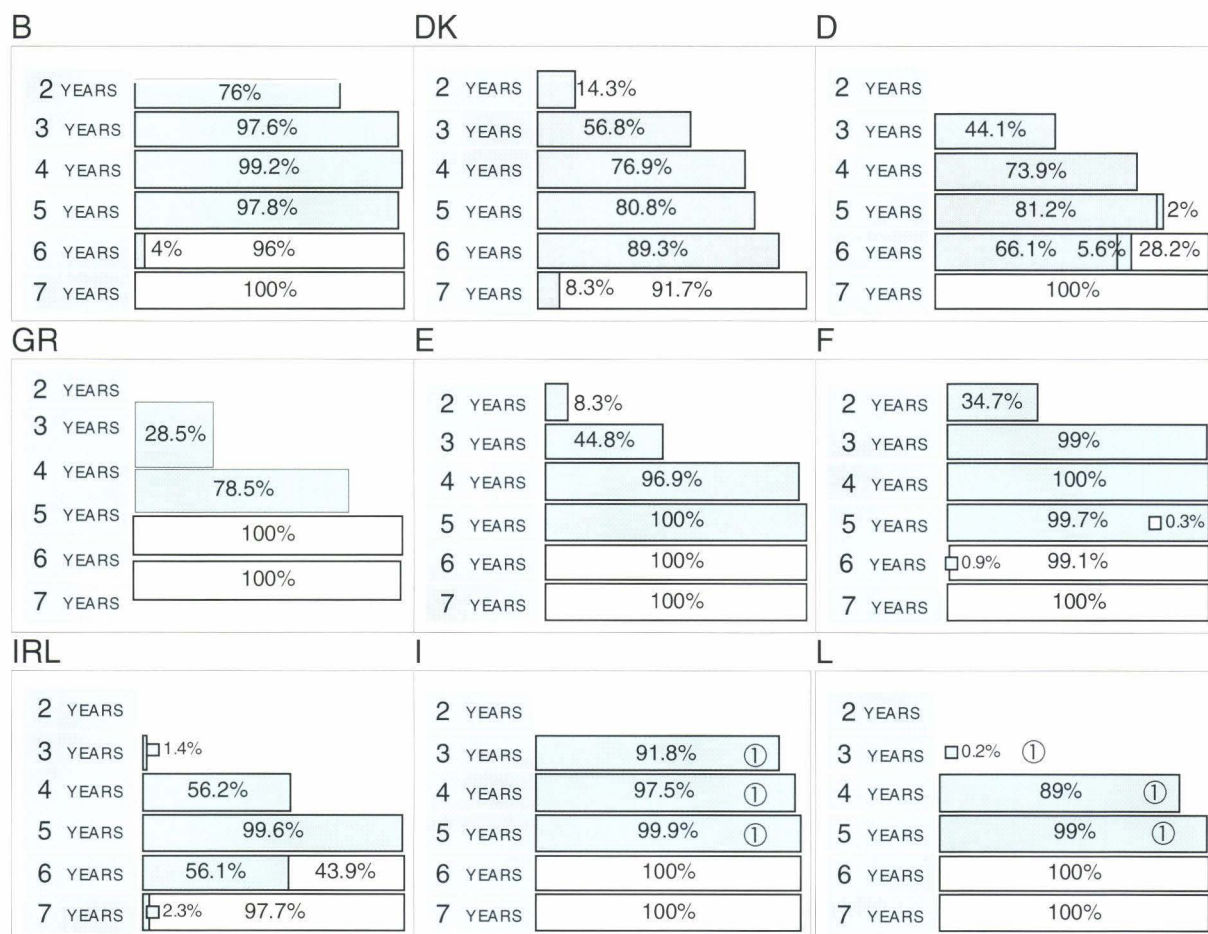 B
2 YEARS 76%
3 YEARS 97.6%
4 YEARS 99.2%
5 YEARS 97.8%
6 YEARS 4% 96%
7 YEARS 100%
DK
2 YEARS 14.3%
3 YEARS 56.8%
4 YEARS 76.9%
5 YEARS 80.8%
6 YEARS 89.3%
7 YEARS 8.3% 91.7%
D
2 YEARS
3 YEARS 44.1%
4 YEARS 73.9%
5 YEARS 81.2% 2%
6 YEARS 66.1% 5.6% 28.2%
7 YEARS 100%
GR
2 YEARS
3 YEARS 28.5%
4 YEARS
78.5%
5 YEARS
100%
6 YEARS
100%
7 YEARS
E
2 YEARS 8.3%
3 YEARS 44.8%
4 YEARS 96.9%
5 YEARS 100%
6 YEARS 100%
7 YEARS 100%
F
2 YEARS 34.7%
3 YEARS 99%
4 YEARS 100%
5 YEARS 99.7% 0.3%
6 YEARS 0.9% 99.1%
7 YEARS 100%
IRL
2 YEARS
3 YEARS 1.4%
4 YEARS 56.2%
5 YEARS 99.6%
6 YEARS 56.1% 43.9%
7 YEARS 2.3% 97.7%
I
2 YEARS
3 YEARS 91.8% ①
4 YEARS 97.5% ①
5 YEARS 99.9% ①
6 YEARS 100%
7 YEARS 100%
L
2 YEARS
3 YEARS 0.2% ①
4 YEARS 89% ①
5 YEARS 99% ①
6 YEARS 100%
7 YEARS 100%